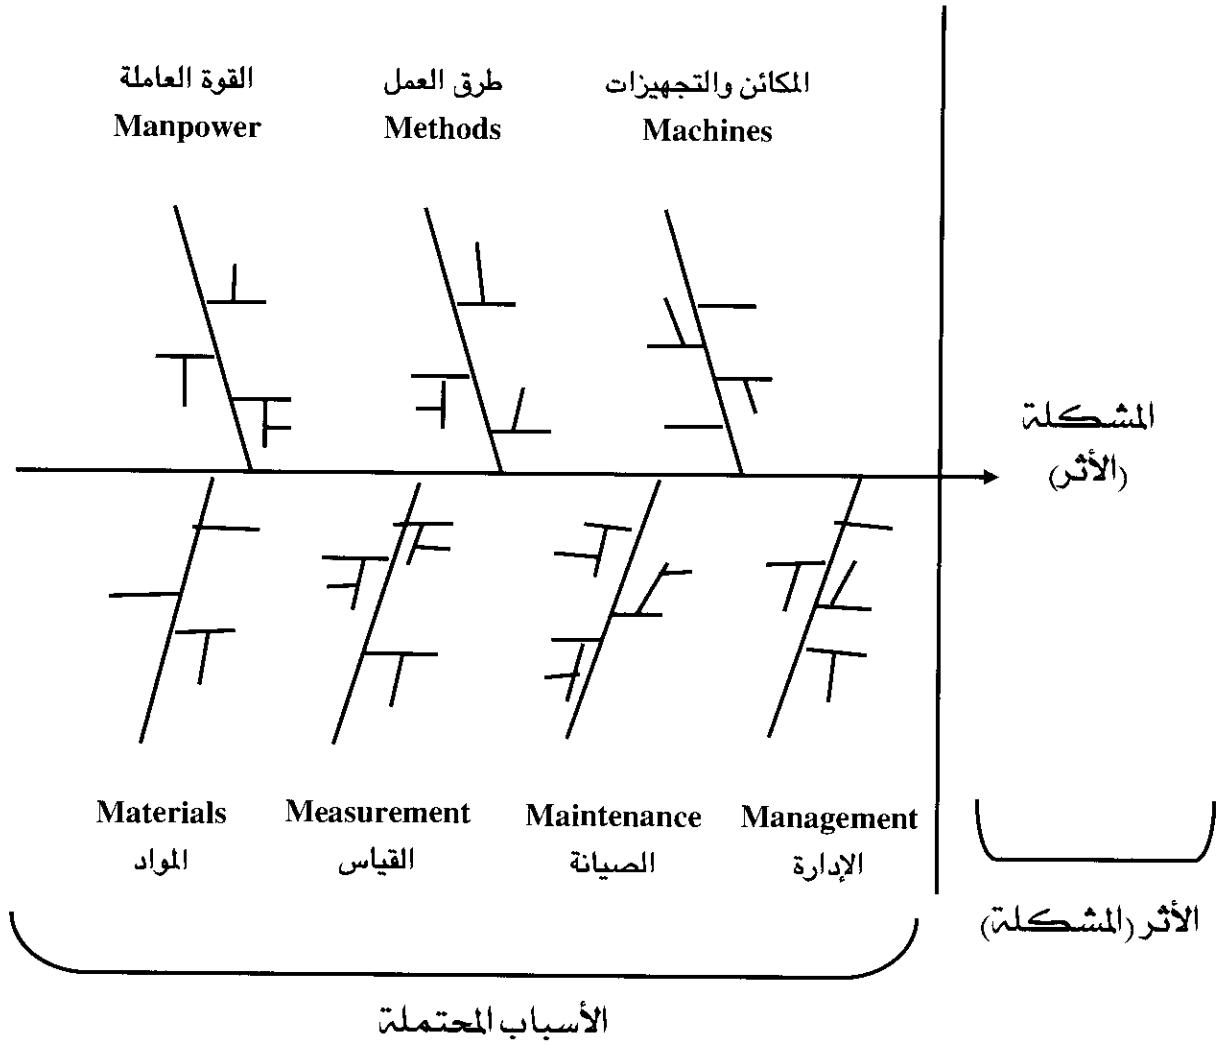 القوة العاملة
Manpower
طرق العمل
Methods
المكائن والتجهيزات
Machines
المشكلة
(الأثر)
Materials
المواد
Measurement
القياس
Maintenance
الصيانة
Management
الإدارة
الأثر (المشكلة)
الأسباب المحتملة